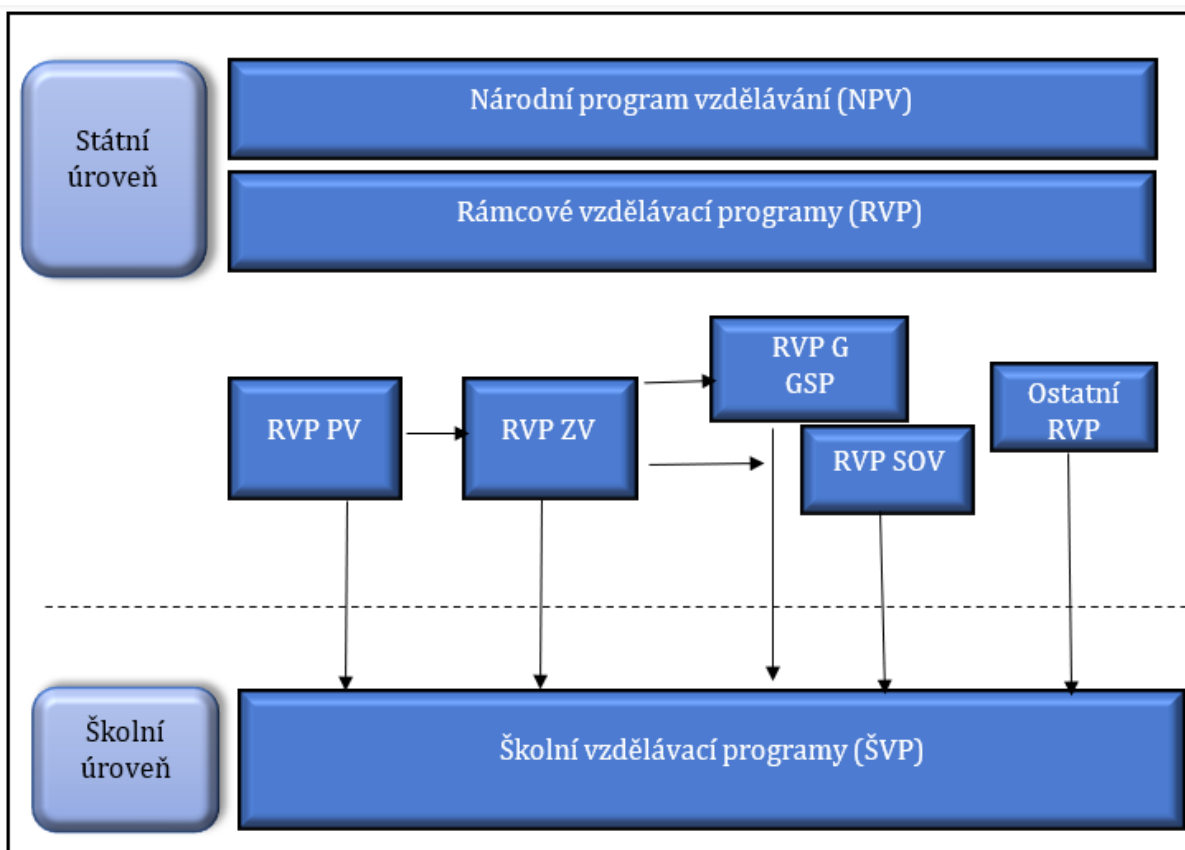 Státní
úroveň
Národní program vzdělávání (NPV)
Rámcové vzdělávací programy (RVP)
RVP PV
RVP ZV
RVP G
GSP
RVP SOV
Ostatní
RVP
Školní
úroveň
Školní vzdělávací programy (ŠVP)